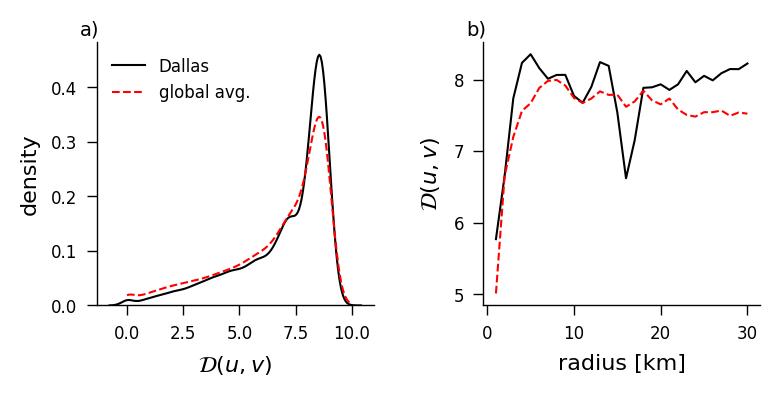 a)
b)
Dallas
global avg.
density
0.4
0.3
0.2
0.1
0.0
0.0 2.5 5.0 7.5 10.0
𝒟(u, v)
𝒟(u, v)
8
7
6
5
0 10 20 30
radius [km]